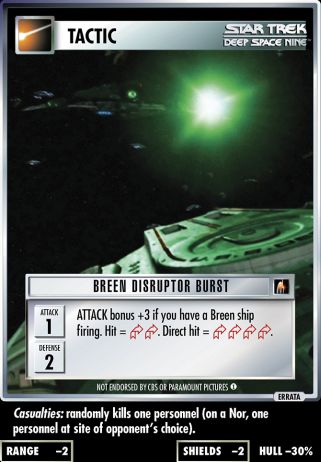 TACTIC
STAR TREK
DEEP SPACE NINE
BREEN DISRUPTOR BURST
ATTACK
1
ATTACK bonus +3 if you have a Breen ship
firing. Hit = . Direct hit = .
DEFENSE
2
NOT ENDORSED BY CBS OR PARAMOUNT PICTURES
ERRATA
Casualties: randomly kills one personnel (on a Nor, one
personnel at site of opponent's choice).
RANGE -2 SHIELDS -2 HULL -30%